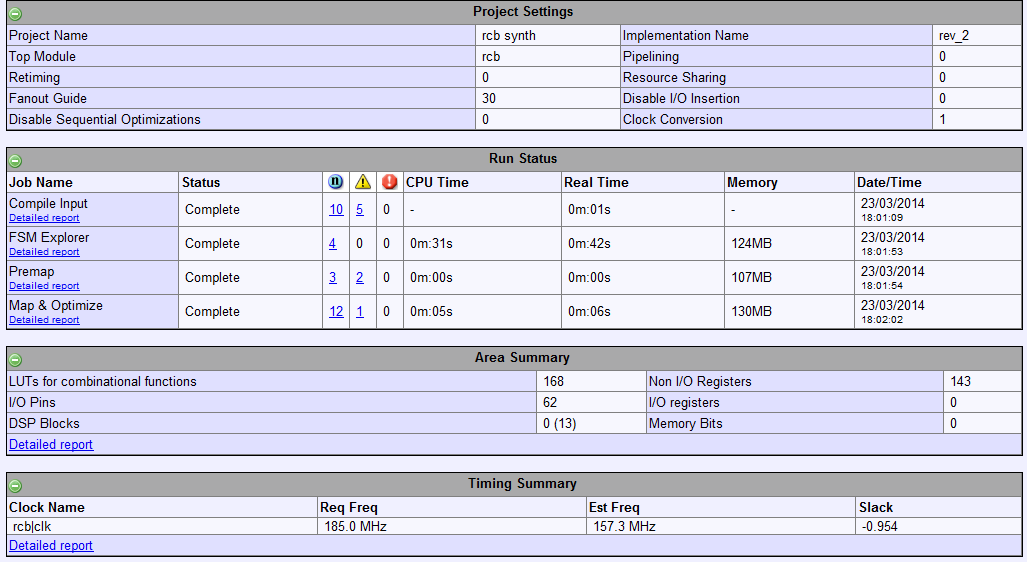 Project Settings
Project Name rcb synth Implementation Name rev_2
Top Module rcb Pipelining 0
Retiming 0 Resource Sharing 0
Fanout Guide 30 Disable I/O Insertion 0
Disable Sequential Optimizations 0 Clock Conversion 1
Run Status
Job Name Status n ! ! CPU Time Real Time Memory Date/Time
Compile Input Complete 10 5 0 - 0m:01s - 23/03/2014
Detailed report 18:01:09
FSM Explorer Complete 4 0 0 0m:31s 0m:42s 124MB 23/03/2014
Detailed report 18:01:53
Premap Complete 3 2 0 0m:00s 0m:00s 107MB 23/03/2014
Detailed report 18:01:54
Map & Optimize Complete 12 1 0 0m:05s 0m:06s 130MB 23/03/2014
Detailed report 18:02:02
Area Summary
LUTs for combinational functions 168 Non I/O Registers 143
I/O Pins 62 I/O registers 0
DSP Blocks 0 (13) Memory Bits 0
Detailed report
Timing Summary
Clock Name Req Freq Est Freq Slack
rcb|clk 185.0 MHz 157.3 MHz -0.954
Detailed report